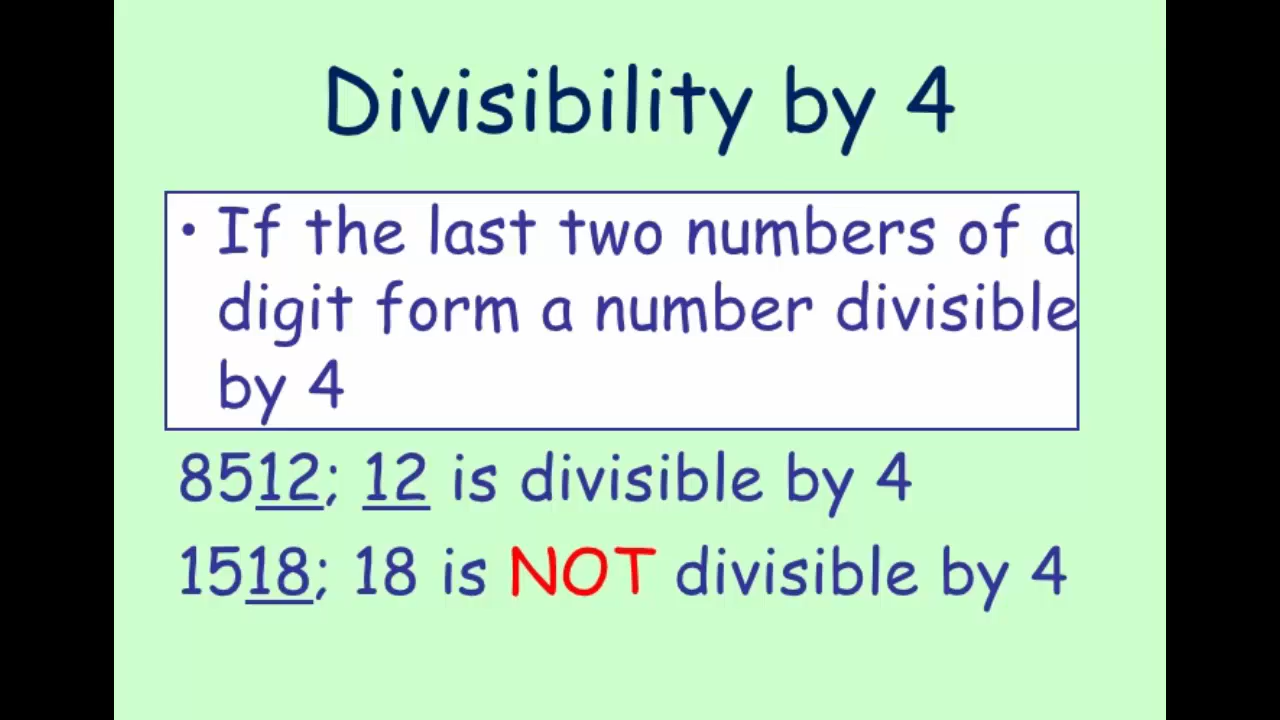 Divisibility by 4
• If the last two numbers of a
digit form a number divisible
by 4
8512; 12 is divisible by 4
1518; 18 is NOT divisible by 4